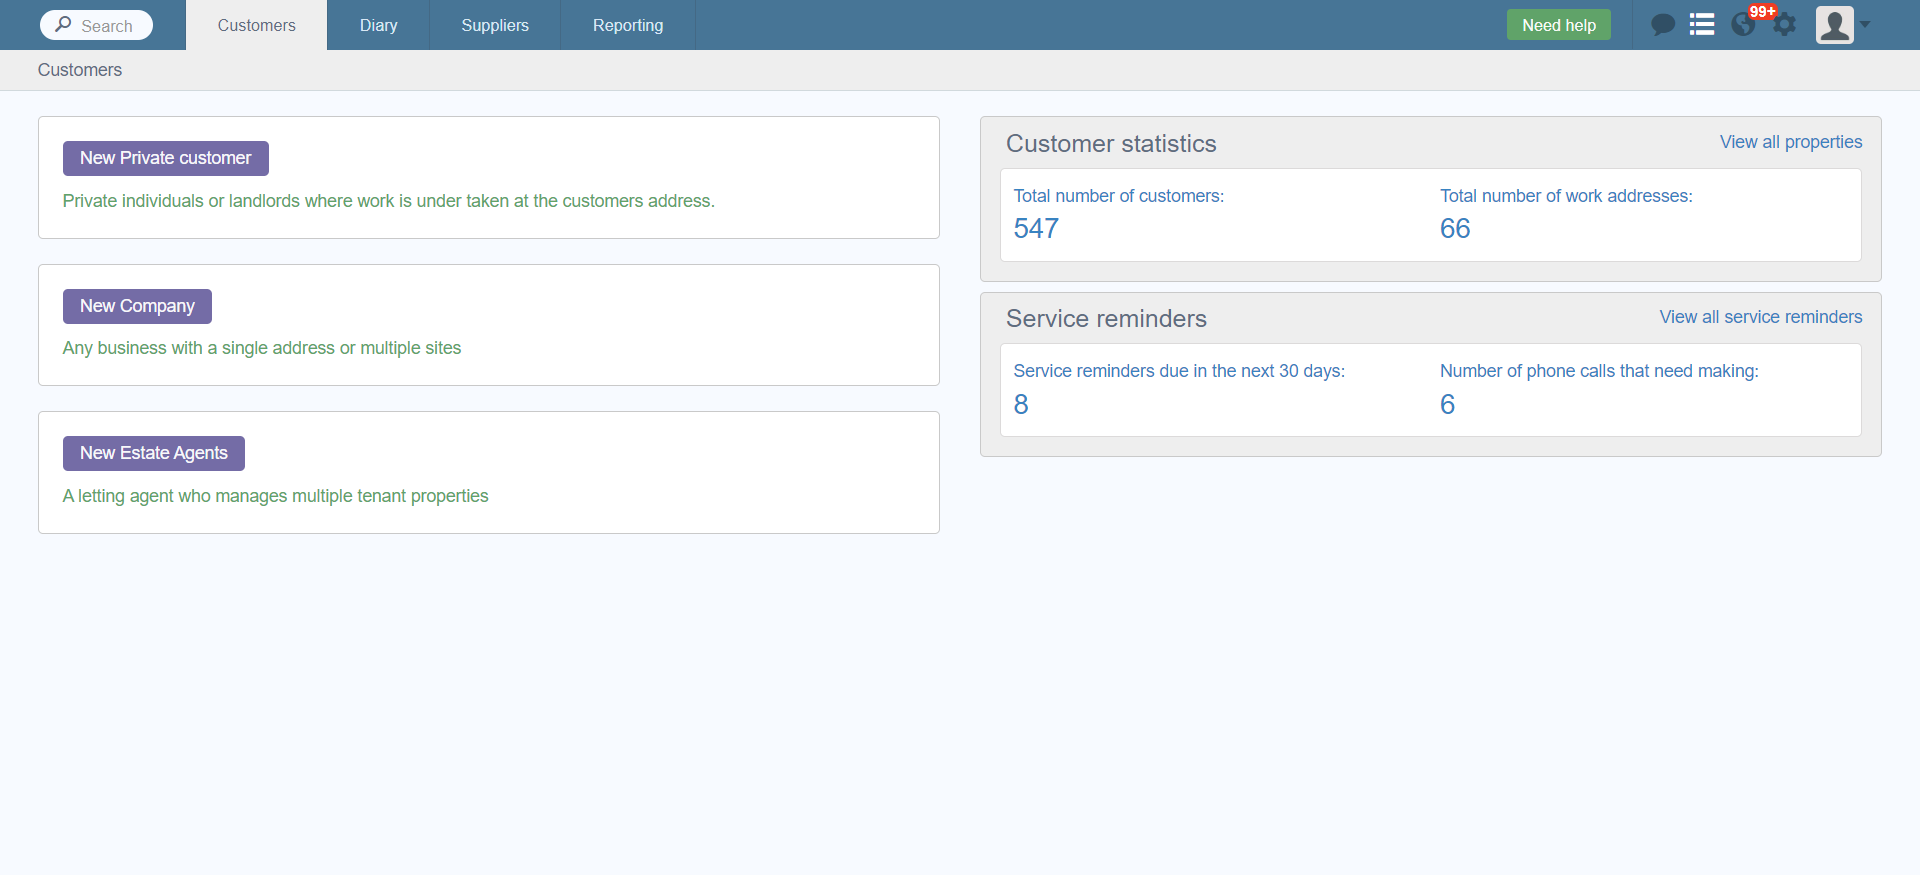 Search
Customers
Diary
Suppliers
Reporting
Need help
99+
Customers
New Private customer
Private individuals or landlords where work is under taken at the customers address.
New Company
Any business with a single address or multiple sites
New Estate Agents
A letting agent who manages multiple tenant properties
Customer statistics
View all properties
Total number of customers:
547
Total number of work addresses:
66
Service reminders
View all service reminders
Service reminders due in the next 30 days:
8
Number of phone calls that need making:
6